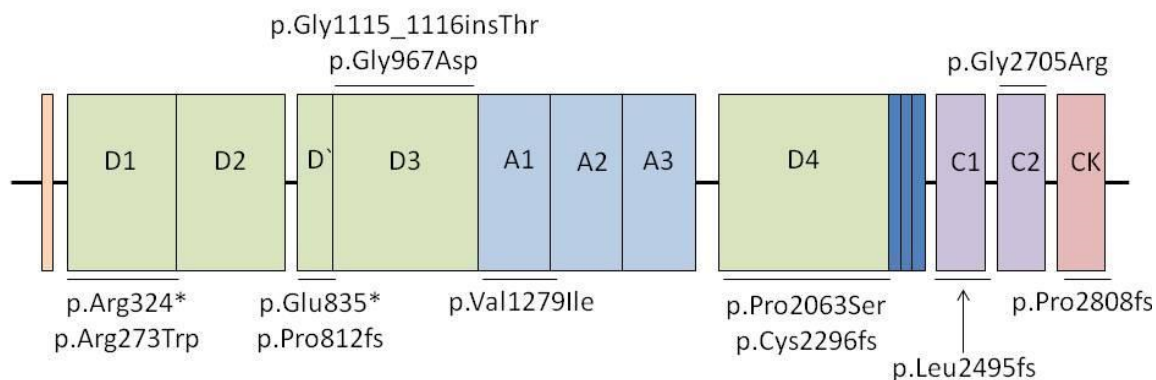 p.Gly1115_1116insThr
p.Gly967Asp
p.Gly2705Arg
D1 D2 D` D3 A1 A2 A3 D4 C1 C2 CK
p.Arg324*
p.Arg273Trp
p.Glu835*
p.Pro812fs
p.Val1279Ile
p.Pro2063Ser
p.Cys2296fs
p.Leu2495fs
p.Pro2808fs